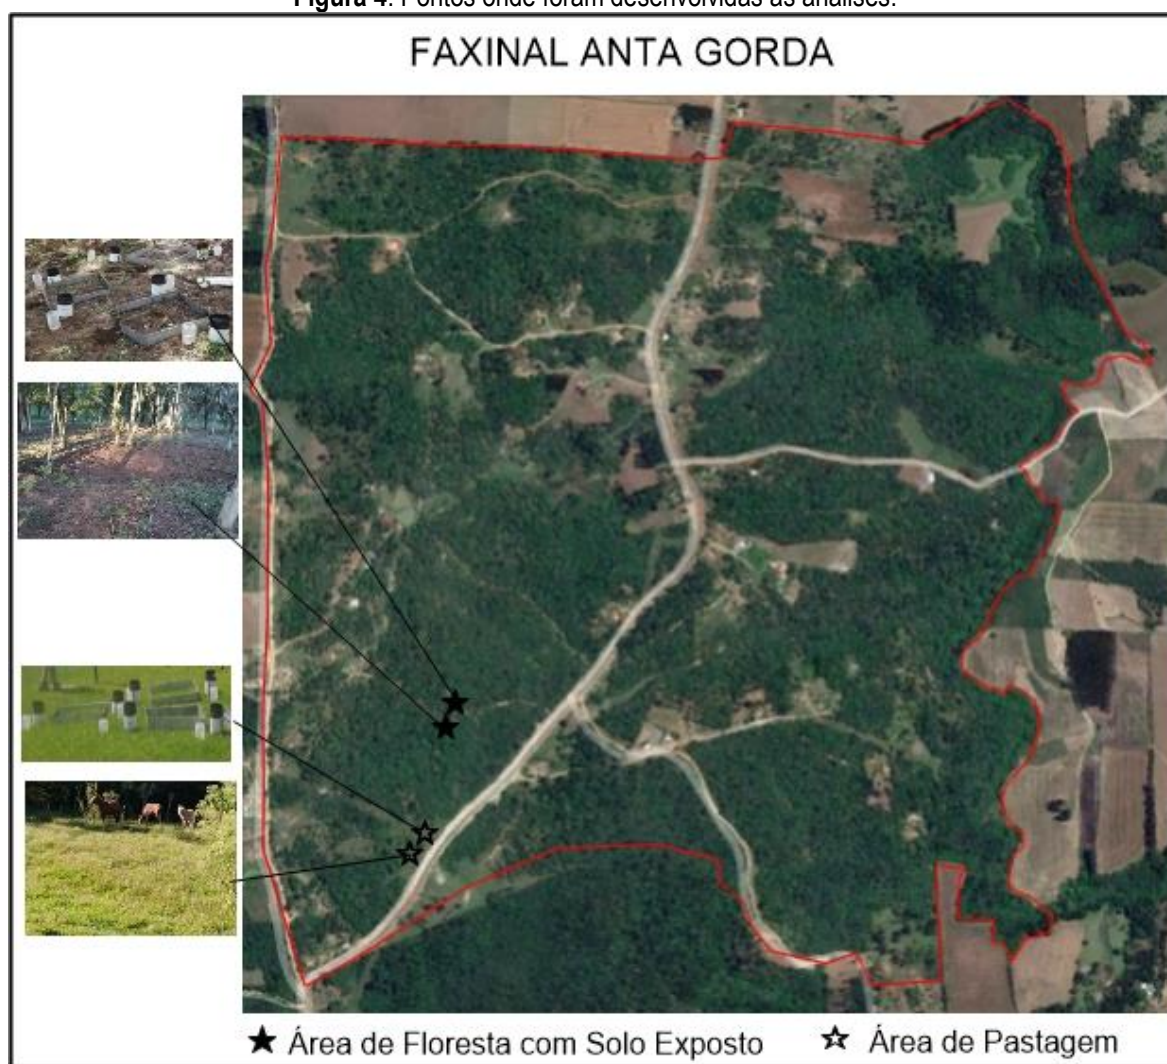 Figura 4. Pontos onde foram desenvolvidas as análises.
FAXINAL ANTA GORDA
Área de Floresta com Solo Exposto
Área de Pastagem